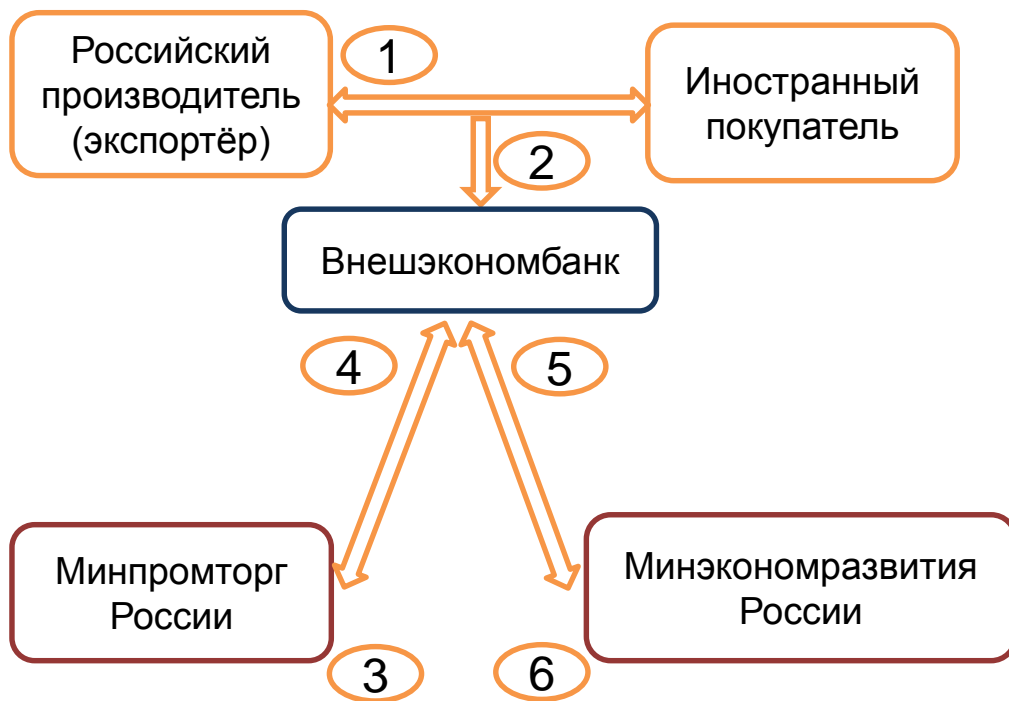 Российский
производитель
(экспортёр)
1
Иностранный
покупатель
2
Внешэкономбанк
4
5
Минпромторг
России
Минэкономразвития
России
3
6